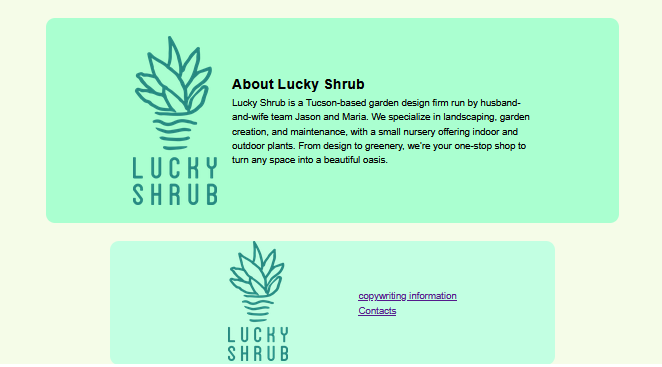 LUCKY
SHRUB
About Lucky Shrub
Lucky Shrub is a Tucson-based garden design firm run by husband-
and-wife team Jason and Maria. We specialize in landscaping, garden
creation, and maintenance, with a small nursery offering indoor and
outdoor plants. From design to greenery, we're your one-stop shop to
turn any space into a beautiful oasis.
LUCKY
SHRUB
copywriting information
Contacts